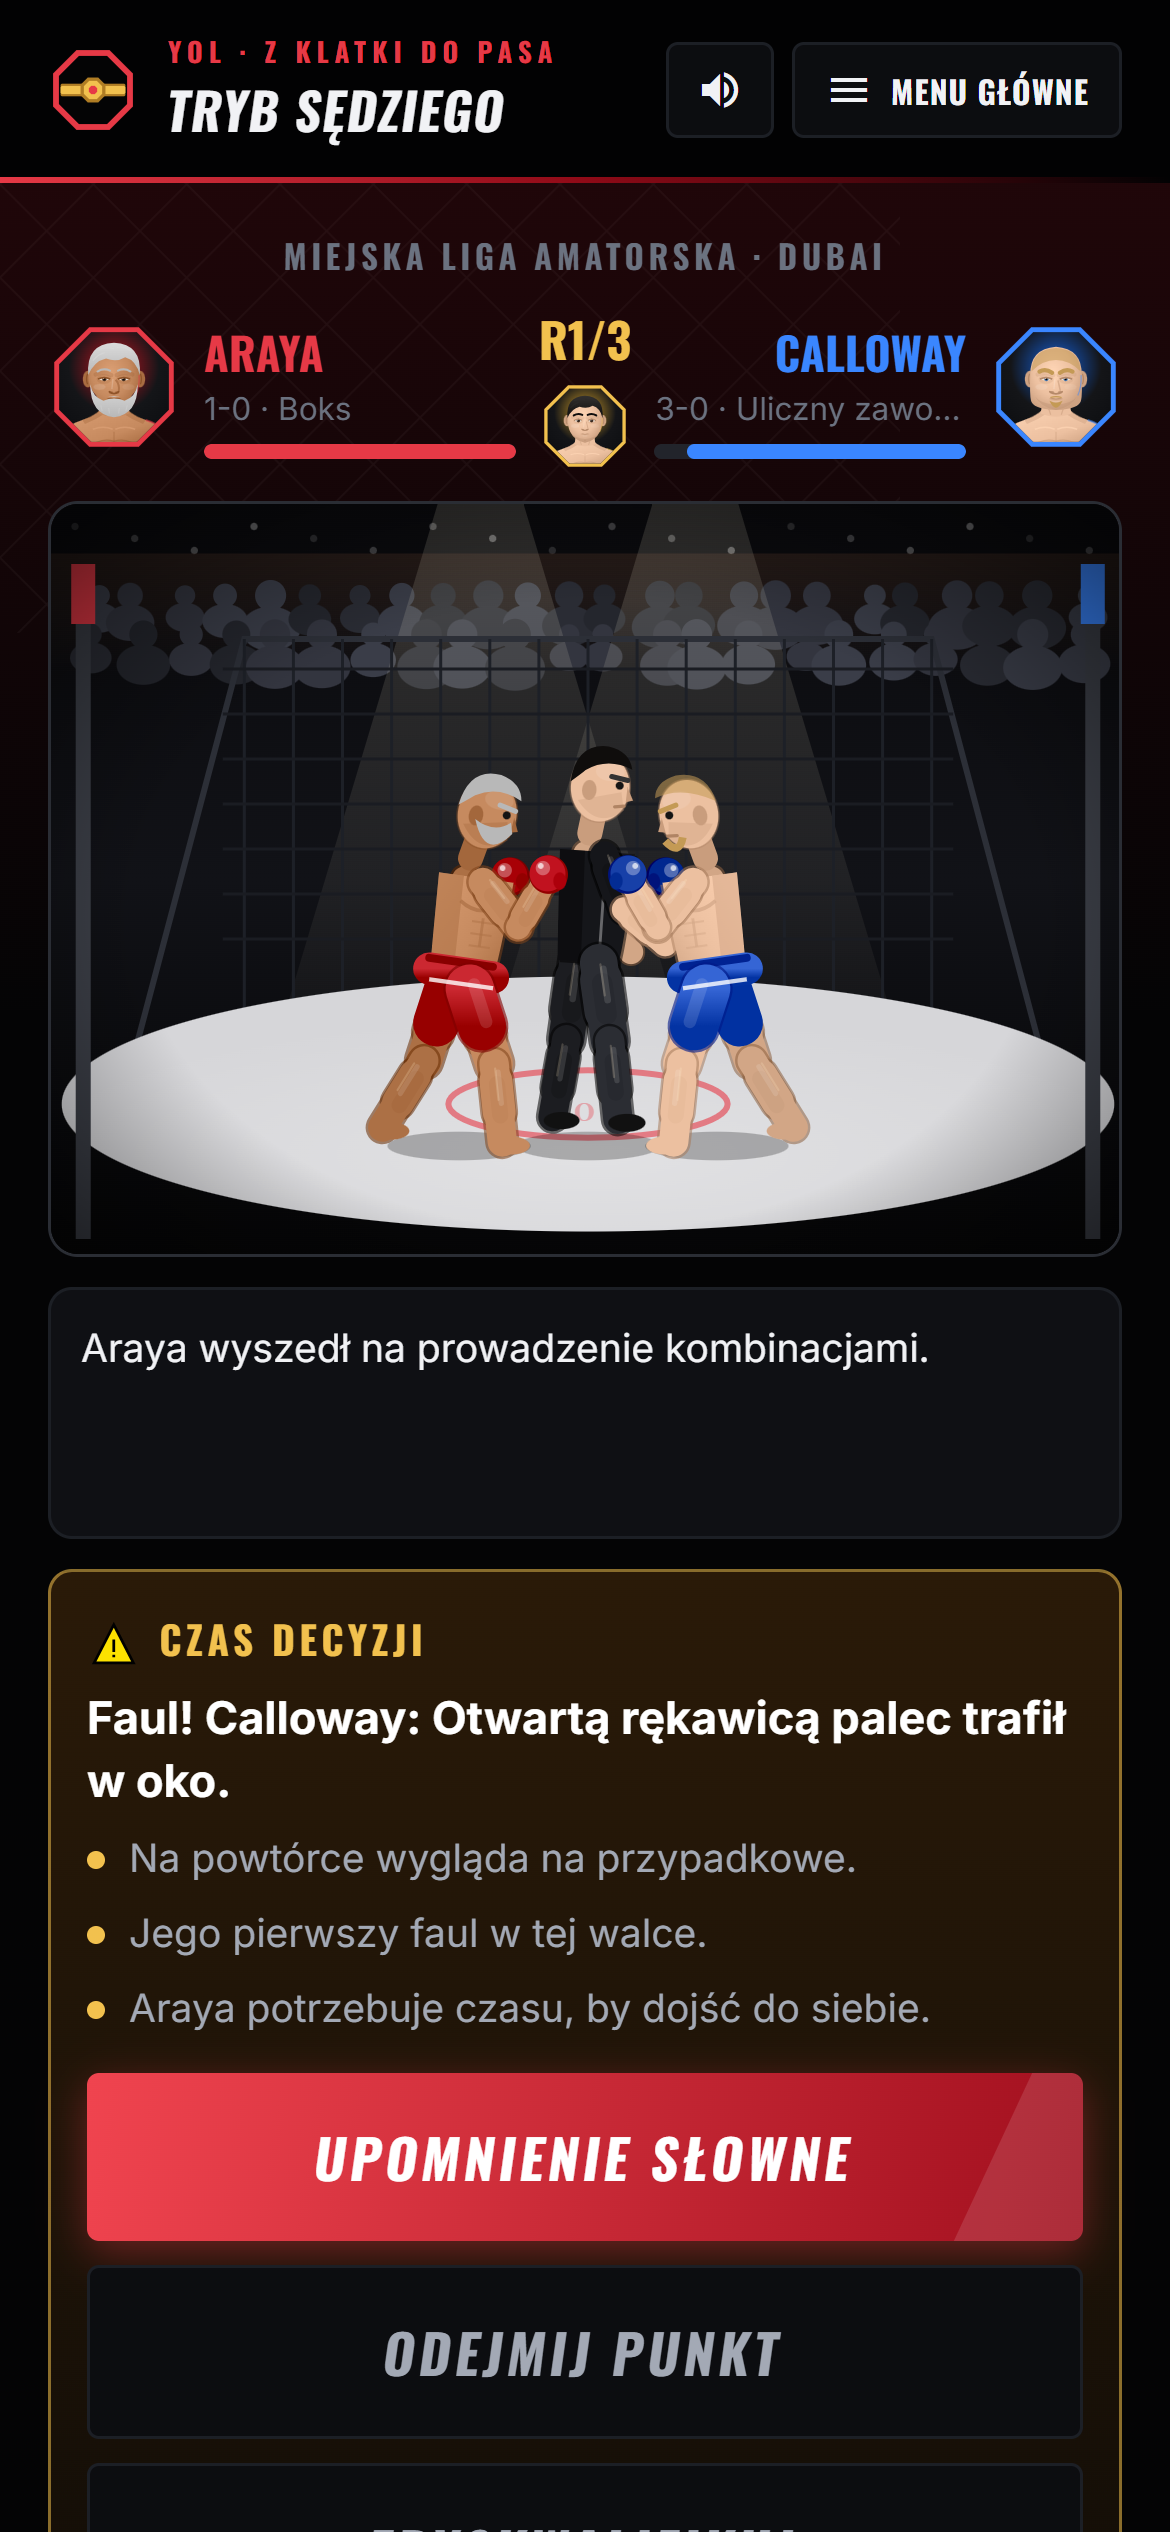 YOL · Z KLATKI DO PASA
TRYB SĘDZIEGO
MENU GŁÓWNE
MIEJSKA LIGA AMATORSKA · DUBAI
ARAYA
R1/3
CALLOWAY
1-0 · Boks
3-0 · Uliczny zawo...
Araya wyszedł na prowadzenie kombinacjami.
CZAS DECYZJI
Faul! Calloway: Otwartą rękawicą palec trafił
w oko.
Na powtórce wygląda na przypadkowe.
Jego pierwszy faul w tej walce.
Araya potrzebuje czasu, by dojść do siebie.
UPOMNIENIE SŁOWNE
ODEJMIJ PUNKT